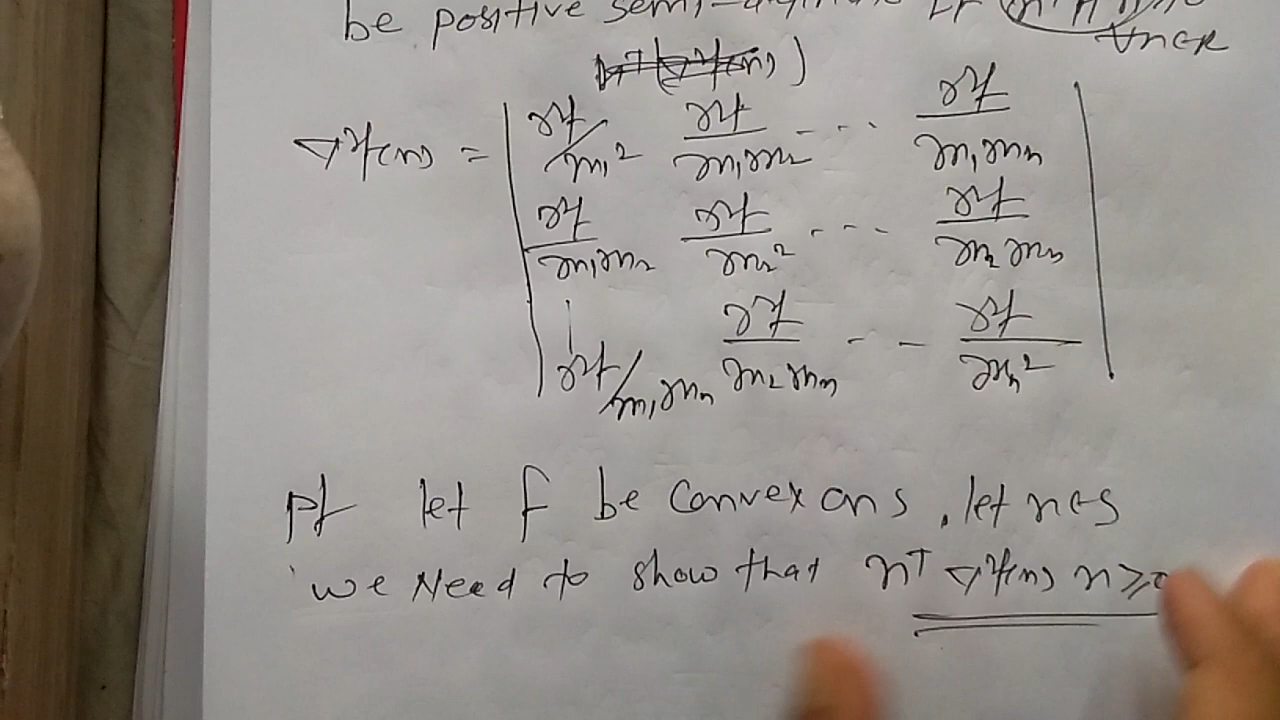 be positive semi- if
∇²f(x) = | ∂²f/∂x₁² ∂²f/∂x₁∂x₂ --- ∂²f/∂x₁∂xₙ |
∂²f/∂x₁∂x₂ ∂²f/∂x₂² --- ∂²f/∂x₂∂xₙ
∂²f/∂x₁∂xₙ ∂²f/∂x₂∂xₙ -- ∂²f/∂xₙ²
pf let f be convex on S, let x∈S
we Need to show that xᵀ ∇²f(x) x ≥ 0